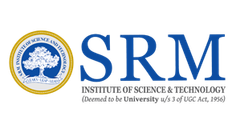 SRM
INSTITUTE OF SCIENCE & TECHNOLOGY
(Deemed to be University u/s 3 of UGC Act, 1956)